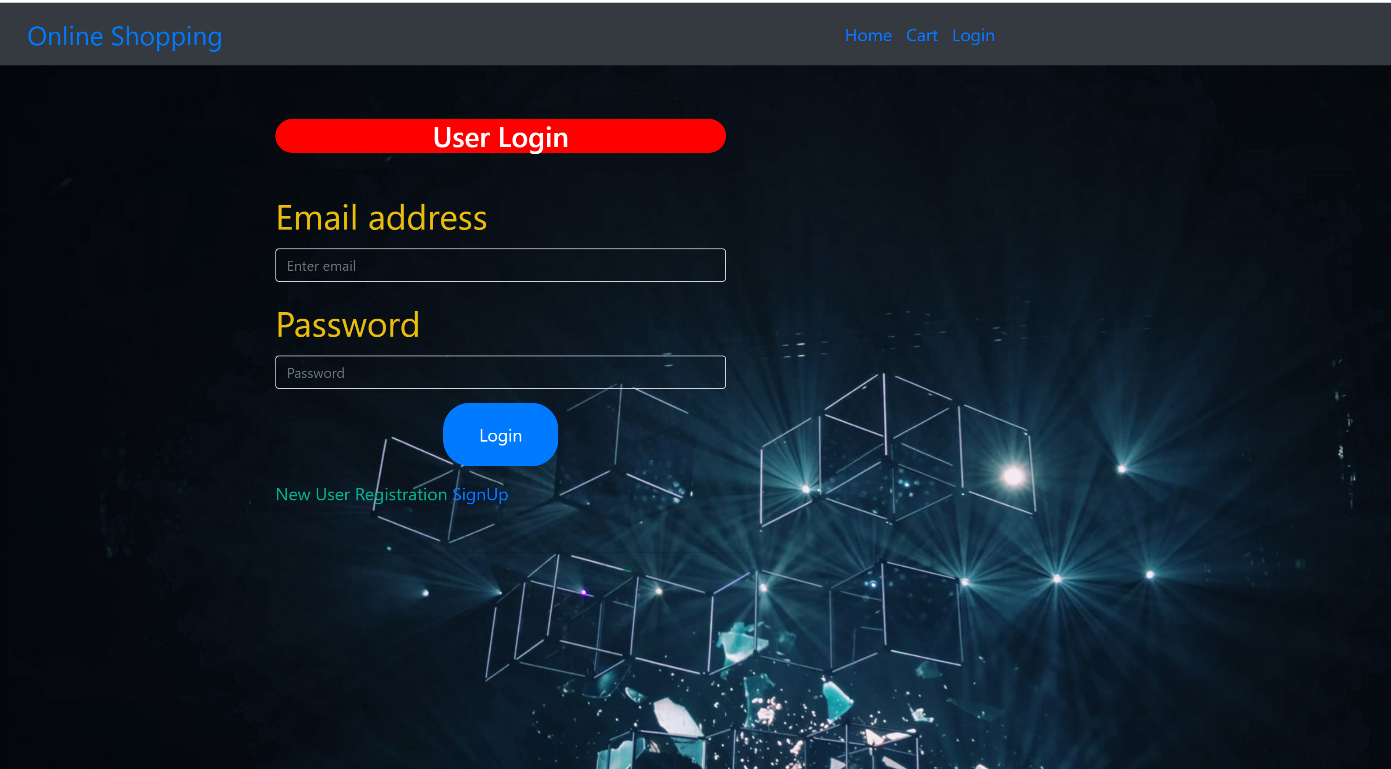 Online Shopping Home Cart Login
User Login
Email address
Enter email
Password
Password
Login
New User Registration SignUp